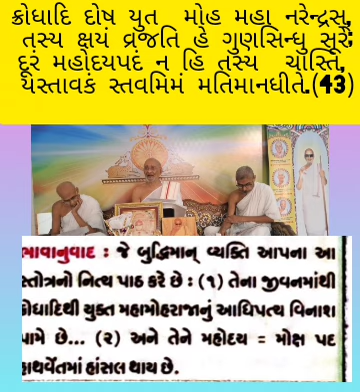 ક્રોધાદિ દોષ યુત મોહ મહા નરેન્દ્રસ્,
તસ્ય ક્ષયં વ્રજતિ હે ગુણસિન્ધુ સૂરે;
દૂરં મહોદયપદં ન હિ તસ્ય ચાસ્તિ,
યસ્તાવકં સ્તવમિમં મતિમાનધીતે.(43)
ભાવાનુવાદ : જે બુદ્ધિમાન્ વ્યક્તિ આપના આ
સ્તોત્રનો નિત્ય પાઠ કરે છે : (૧) તેના જીવનમાંથી
ક્રોધાદિથી યુક્ત મહામોહરાજાનું આધિપત્ય વિનાશ
પામે છે... (૨) અને તેને મહોદય = મોક્ષ પદ
હાથવેંતમાં હાંસલ થાય છે.